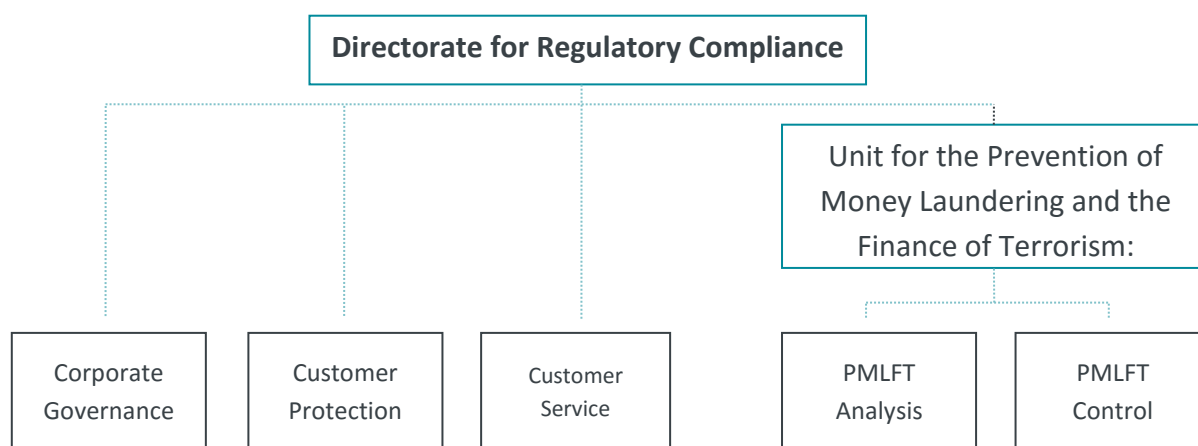 Directorate for Regulatory Compliance
Unit for the Prevention of
Money Laundering and the
Finance of Terrorism:
Corporate
Governance
Customer
Protection
Customer
Service
PMLFT
Analysis
PMLFT
Control